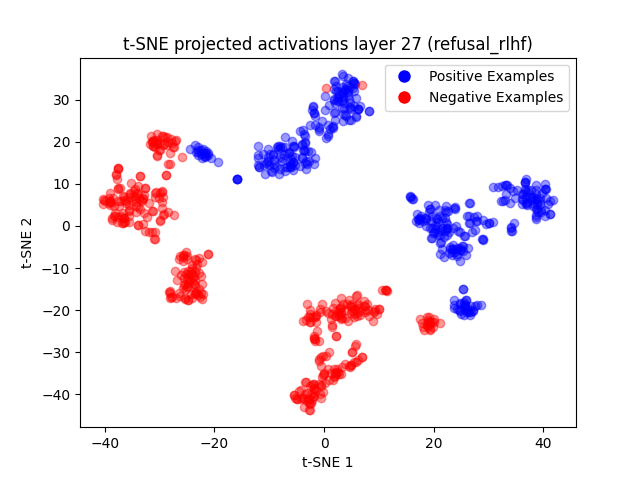 t-SNE projected activations layer 27 (refusal_rlhf)
Positive Examples
Negative Examples
30
20
10
0
−10
−20
−30
−40
t-SNE 2
−40
−20
0
20
40
t-SNE 1